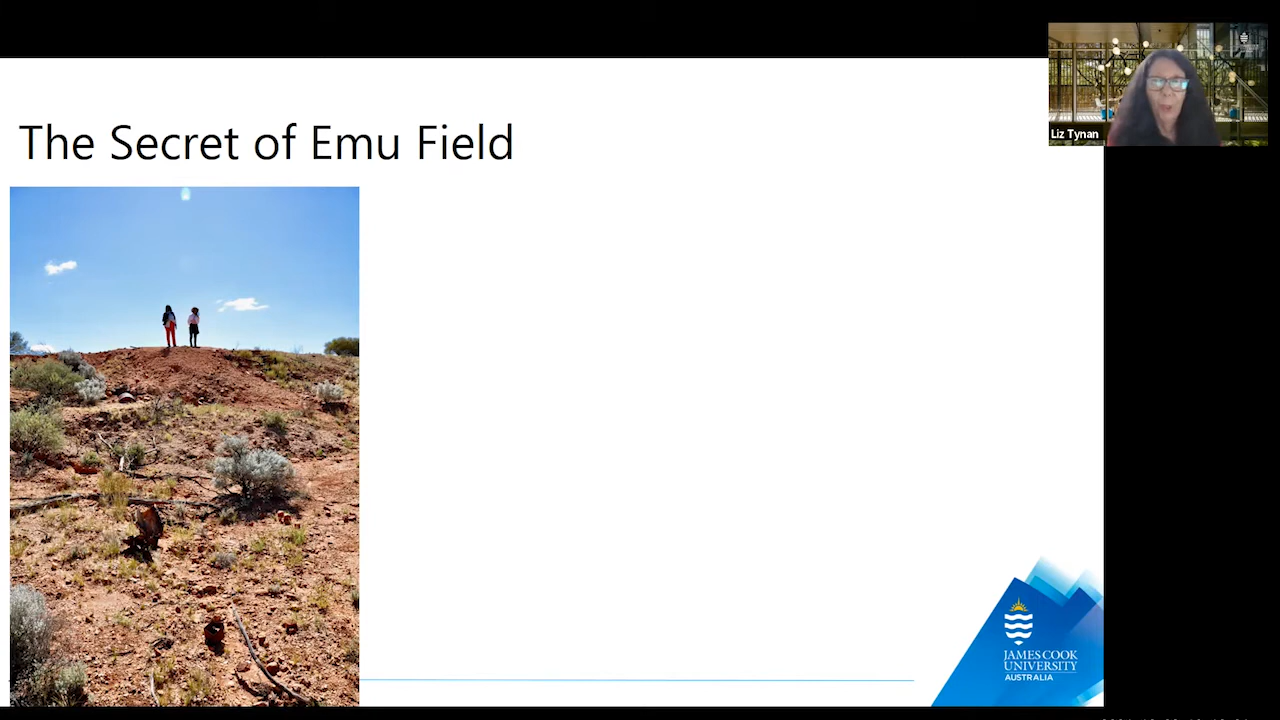 The Secret of Emu Field
Liz Tynan
JAMES COOK
UNIVERSITY
AUSTRALIA